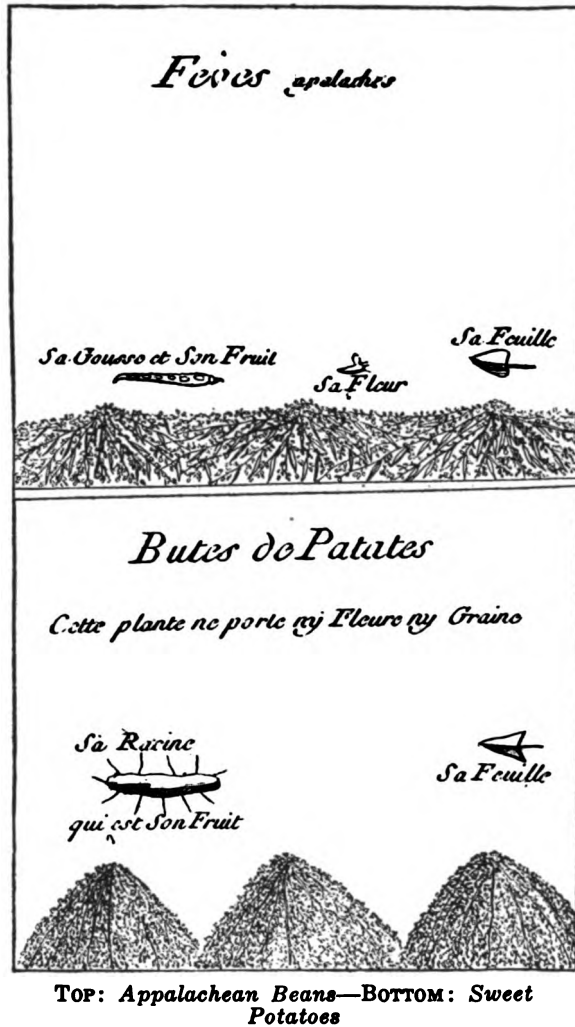 Feves apalaches
Sa Feuille
Sa Gousse et Son Fruit
Sa Fleur
Butes de Patates
Cette plante ne porte ny Fleure ny Graine
Sa Racine
Sa Feuille
qui est Son Fruit
TOP: Appalachean Beans—BOTTOM: Sweet
Potatoes